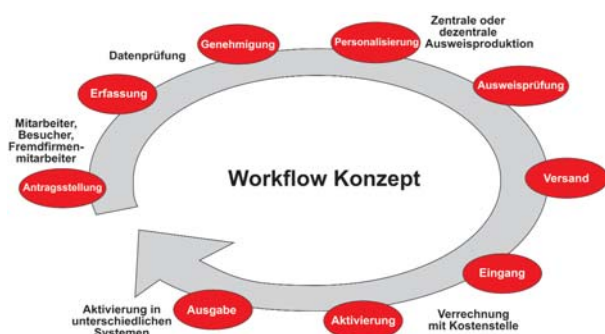 Zentrale oder
dezentrale
Ausweisproduktion
Genehmigung
Personalisierung
Datenprüfung
Ausweisprüfung
Erfassung
Mitarbeiter,
Besucher,
Fremdfirmen-
mitarbeiter
Antragsstellung
Workflow Konzept
Versand
Eingang
Ausgabe
Aktivierung
Aktivierung in
unterschiedlichen
Systemen
Verrechnung
mit Kostenstelle